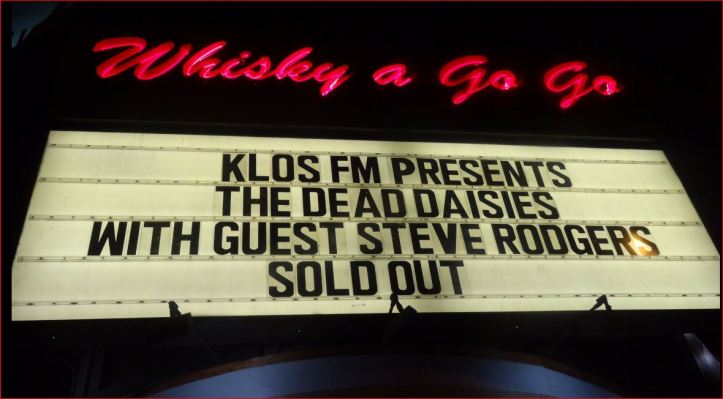 Whisky a Go Go
KLOS FM PRESENTS
THE DEAD DAISIES
WITH GUEST STEVE RODGERS
SOLD OUT